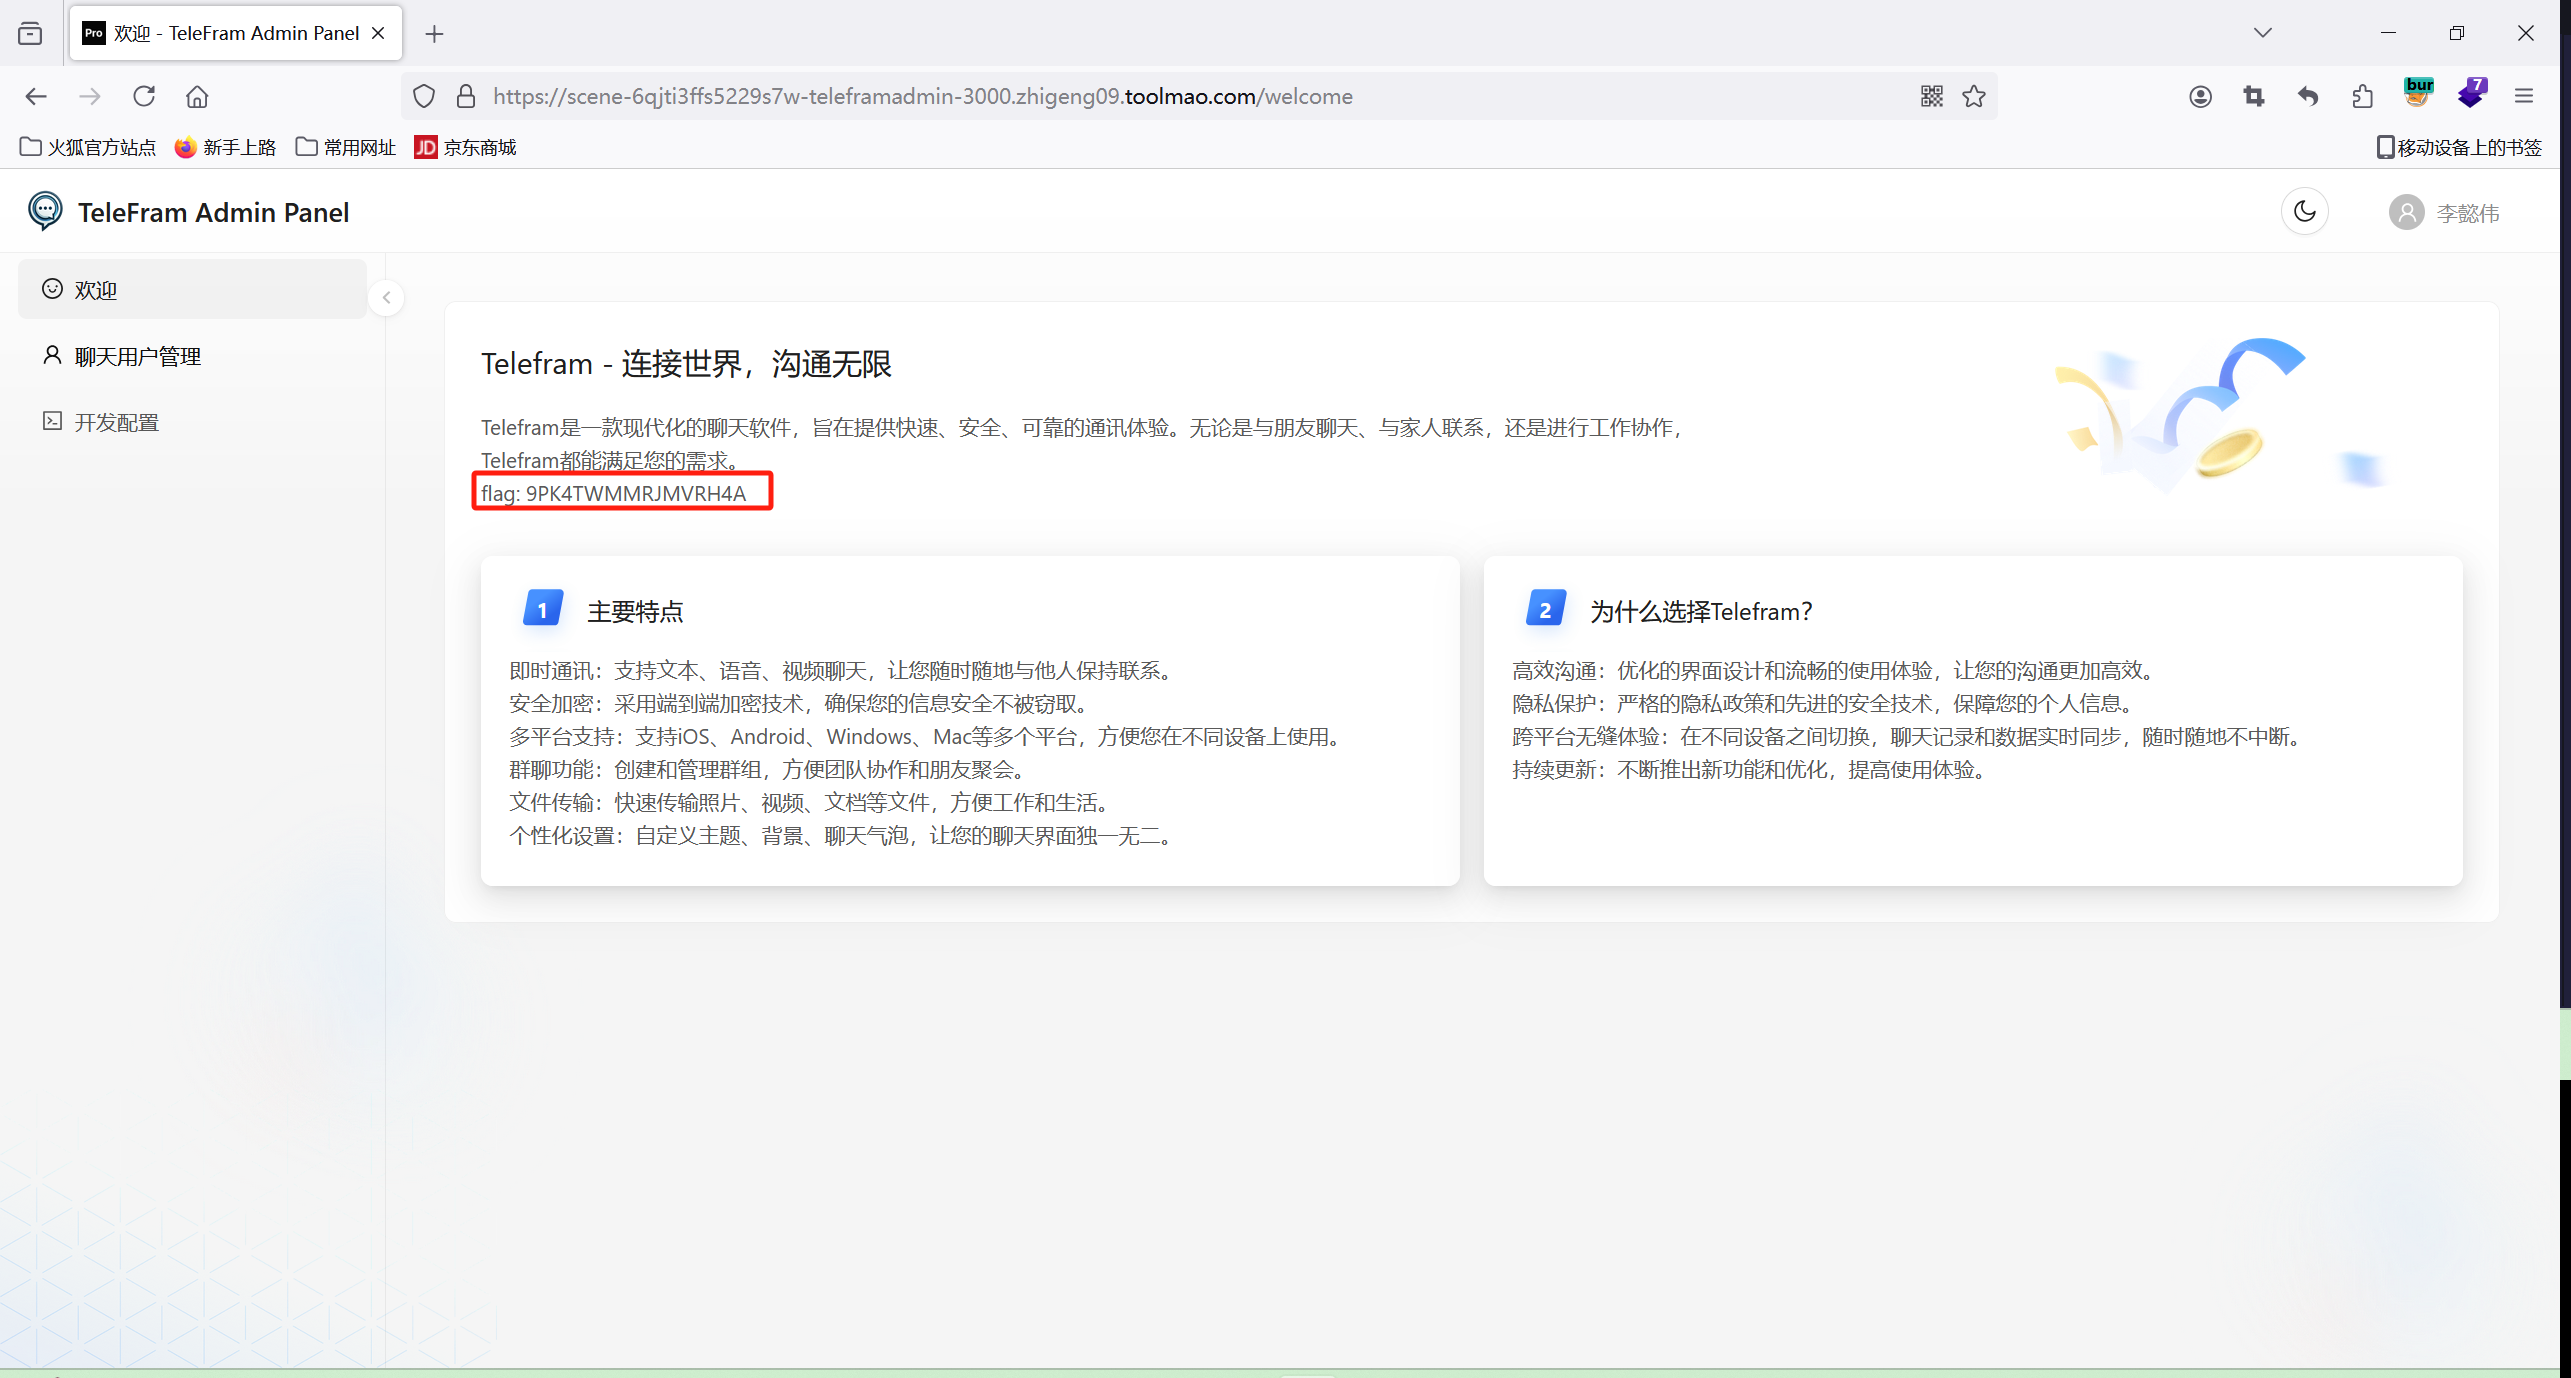 Pro 欢迎 - TeleFram Admin Panel
https://scene-6qjti3ffs5229s7w-teleframadmin-3000.zhigeng09.toolmao.com/welcome
bur
7
火狐官方站点 新手上路 常用网址 JD 京东商城 移动设备上的书签
TeleFram Admin Panel
李懿伟
欢迎
聊天用户管理
开发配置
Telefram - 连接世界，沟通无限
Telefram是一款现代化的聊天软件，旨在提供快速、安全、可靠的通讯体验。无论是与朋友聊天、与家人联系，还是进行工作协作，
Telefram都能满足您的需求。
flag: 9PK4TWMMRJMVRH4A
1 主要特点
即时通讯：支持文本、语音、视频聊天，让您随时随地与他人保持联系。
安全加密：采用端到端加密技术，确保您的信息安全不被窃取。
多平台支持：支持iOS、Android、Windows、Mac等多个平台，方便您在不同设备上使用。
群聊功能：创建和管理群组，方便团队协作和朋友聚会。
文件传输：快速传输照片、视频、文档等文件，方便工作和生活。
个性化设置：自定义主题、背景、聊天气泡，让您的聊天界面独一无二。
2 为什么选择Telefram？
高效沟通：优化的界面设计和流畅的使用体验，让您的沟通更加高效。
隐私保护：严格的隐私政策和先进的安全技术，保障您的个人信息。
跨平台无缝体验：在不同设备之间切换，聊天记录和数据实时同步，随时随地不中断。
持续更新：不断推出新功能和优化，提高使用体验。